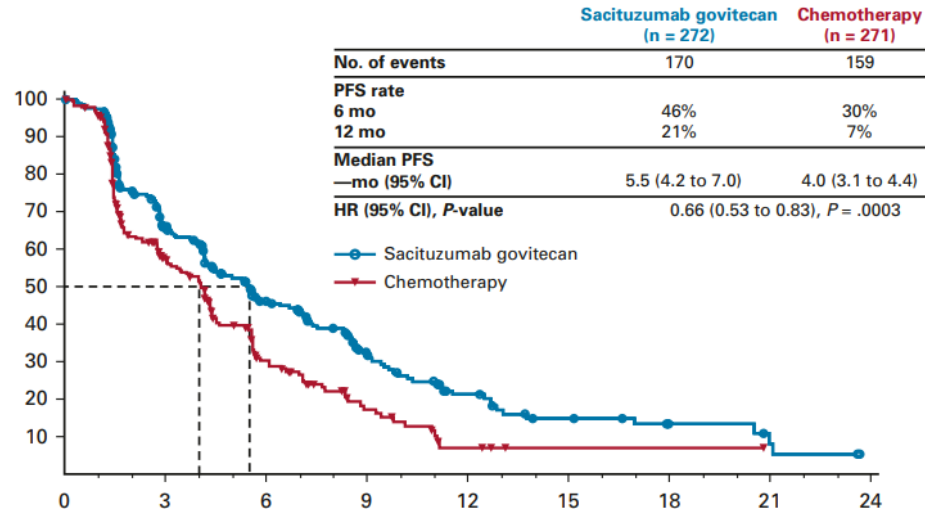 Sacituzumab govitecan Chemotherapy
(n = 272) (n = 271)
No. of events 170 159
PFS rate
6 mo 46% 30%
12 mo 21% 7%
Median PFS
—mo (95% CI) 5.5 (4.2 to 7.0) 4.0 (3.1 to 4.4)
HR (95% CI), P-value 0.66 (0.53 to 0.83), P = .0003
Sacituzumab govitecan
Chemotherapy
100
90
80
70
60
50
40
30
20
10
0 3 6 9 12 15 18 21 24